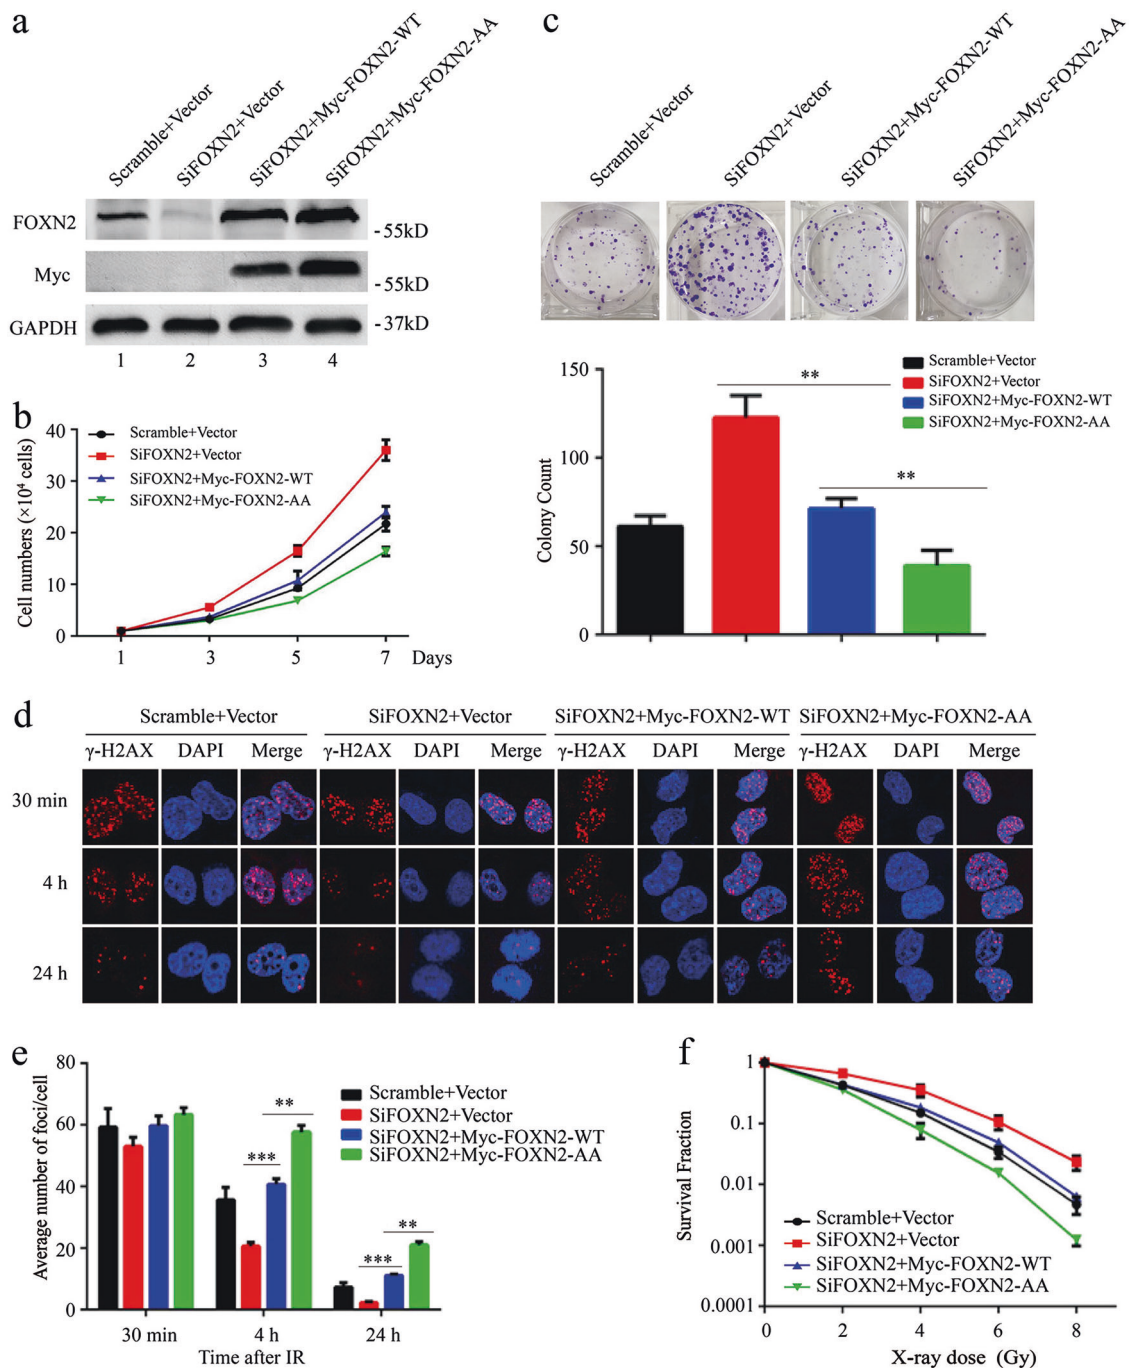 a
Scramble+Vector
SiFOXN2+Vector
SiFOXN2+Myc-FOXN2-WT
SiFOXN2+Myc-FOXN2-AA
FOXN2
-55kD
Myc
-55kD
GAPDH
-37kD
1 2 3 4
b
Cell numbers (×10⁴ cells)
40
30
20
10
0
Scramble+Vector
SiFOXN2+Vector
SiFOXN2+Myc-FOXN2-WT
SiFOXN2+Myc-FOXN2-AA
1 3 5 7 Days
c
Scramble+Vector
SiFOXN2+Vector
SiFOXN2+Myc-FOXN2-WT
SiFOXN2+Myc-FOXN2-AA
Colony Count
150
100
50
0
**
**
Scramble+Vector
SiFOXN2+Vector
SiFOXN2+Myc-FOXN2-WT
SiFOXN2+Myc-FOXN2-AA
d
Scramble+Vector SiFOXN2+Vector SiFOXN2+Myc-FOXN2-WT SiFOXN2+Myc-FOXN2-AA
γ-H2AX DAPI Merge γ-H2AX DAPI Merge γ-H2AX DAPI Merge γ-H2AX DAPI Merge
30 min
4 h
24 h
e
Average number of foci/cell
80
60
40
20
0
*** **
*** **
Scramble+Vector
SiFOXN2+Vector
SiFOXN2+Myc-FOXN2-WT
SiFOXN2+Myc-FOXN2-AA
30 min 4 h 24 h
Time after IR
f
Survival Fraction
1
0.1
0.01
0.001
0.0001
Scramble+Vector
SiFOXN2+Vector
SiFOXN2+Myc-FOXN2-WT
SiFOXN2+Myc-FOXN2-AA
0 2 4 6 8
X-ray dose (Gy)